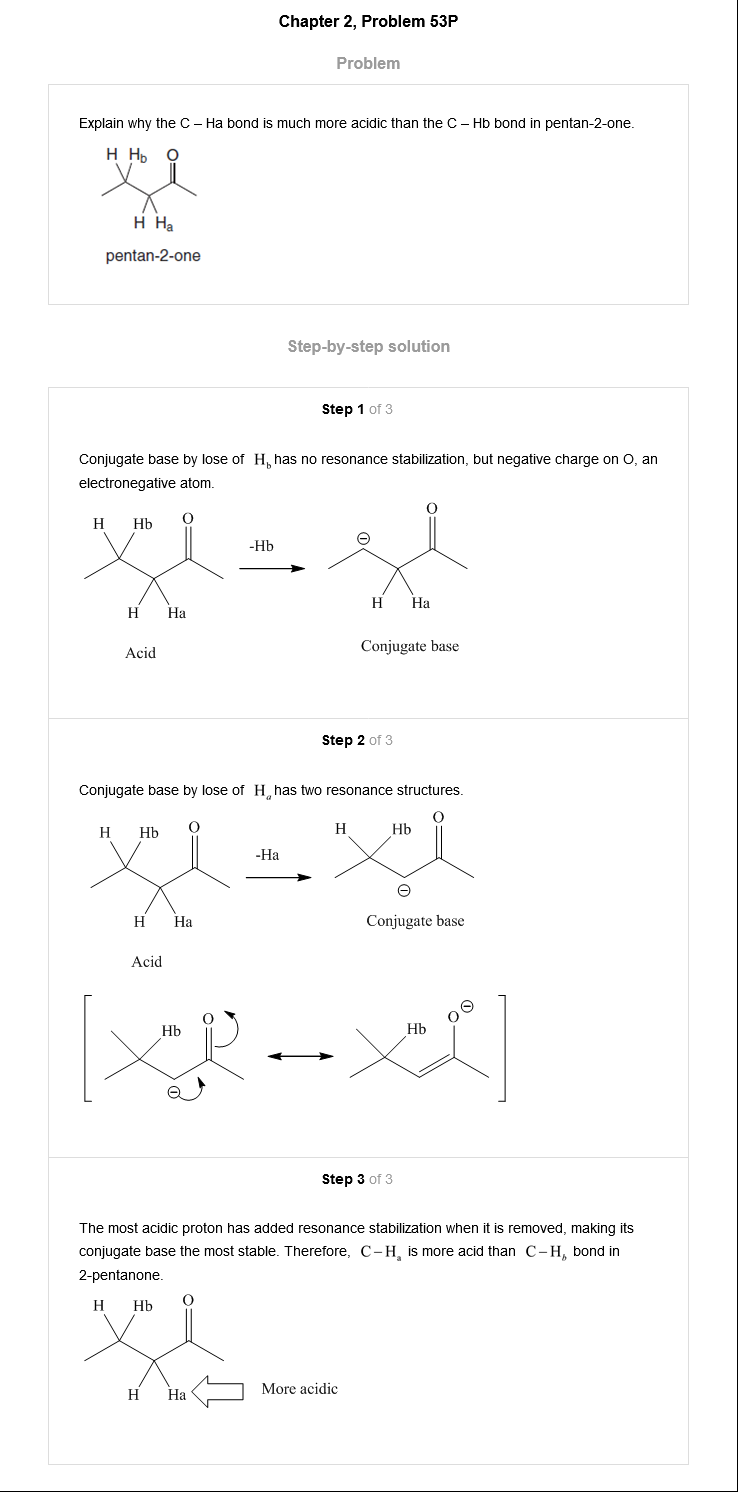 Chapter 2, Problem 53P
Problem
Explain why the C – Ha bond is much more acidic than the C – Hb bond in pentan-2-one.
H Hb O
H Ha
pentan-2-one
Step-by-step solution
Step 1 of 3
Conjugate base by lose of Hb has no resonance stabilization, but negative charge on O, an
electronegative atom.
H Hb O
-Hb
⊖ O
H Ha
H Ha
Acid
Conjugate base
Step 2 of 3
Conjugate base by lose of Ha has two resonance structures.
H Hb O
-Ha
H Hb O
H Ha
⊖
Conjugate base
Acid
Hb O
⊖
Hb O ⊖
Step 3 of 3
The most acidic proton has added resonance stabilization when it is removed, making its
conjugate base the most stable. Therefore, C–Ha is more acid than C–Hb bond in
2-pentanone.
H Hb O
H Ha
More acidic